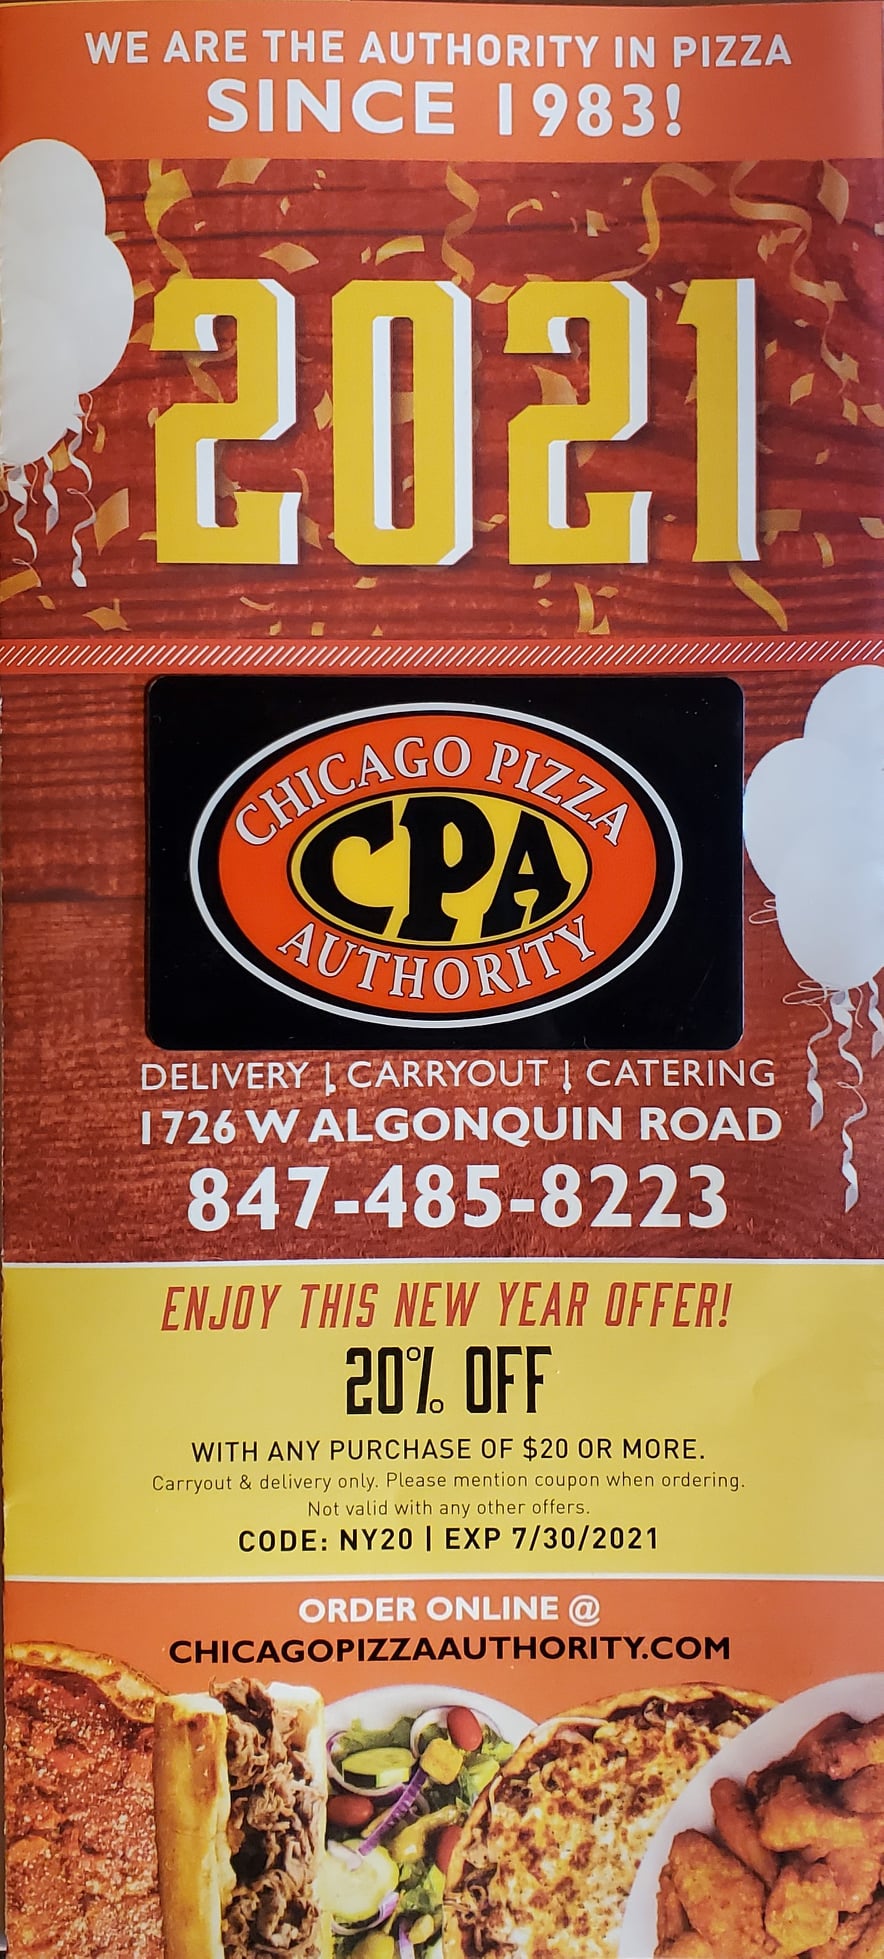 WE ARE THE AUTHORITY IN PIZZA
SINCE 1983!
2021
CHICAGO PIZZA
CPA
AUTHORITY
DELIVERY | CARRYOUT | CATERING
1726 W ALGONQUIN ROAD
847-485-8223
ENJOY THIS NEW YEAR OFFER!
20% OFF
WITH ANY PURCHASE OF $20 OR MORE.
Carryout & delivery only. Please mention coupon when ordering.
Not valid with any other offers.
CODE: NY20 | EXP 7/30/2021
ORDER ONLINE @
CHICAGOPIZZAAUTHORITY.COM